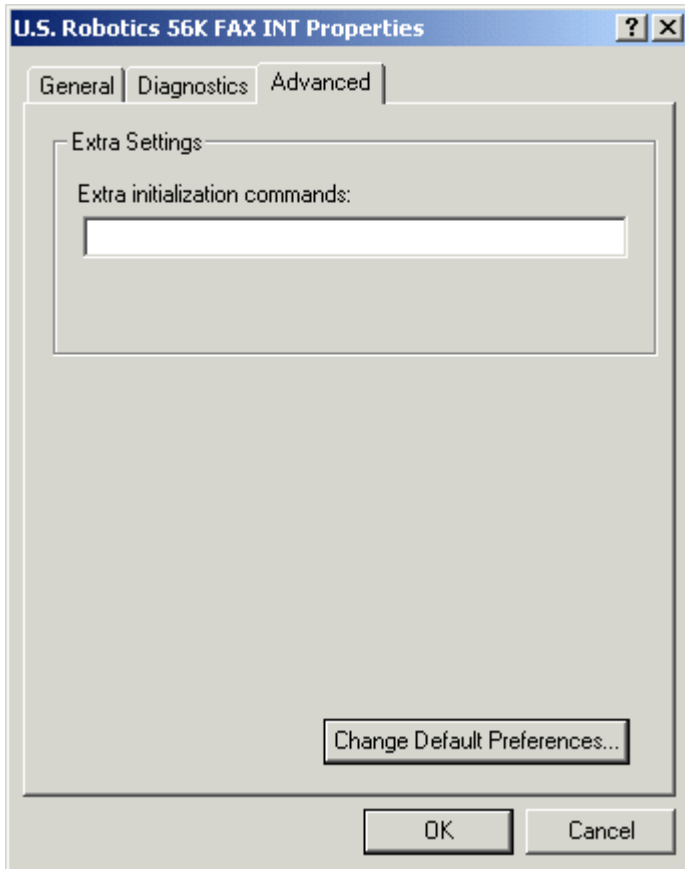 U.S. Robotics 56K FAX INT Properties
General Diagnostics Advanced
Extra Settings
Extra initialization commands:
Change Default Preferences...
OK Cancel